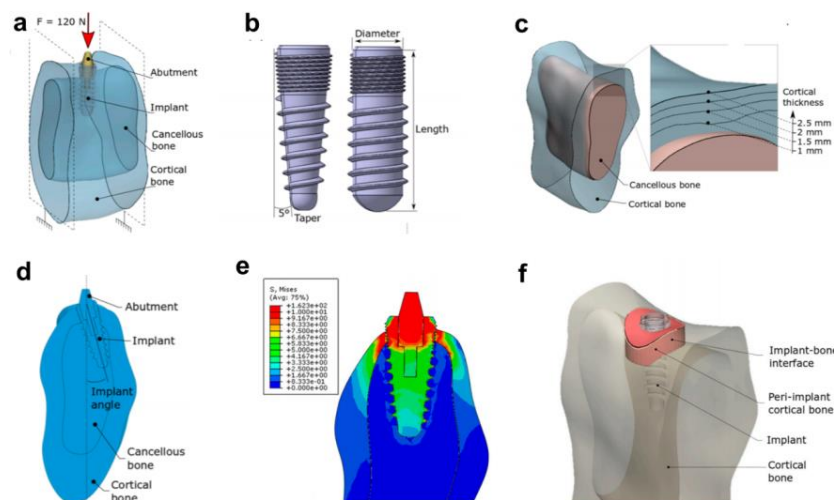 a
F = 120 N
Abutment
Implant
Cancellous
bone
Cortical
bone
b
Diameter
Length
5°
Taper
c
Cortical
thickness
2.5 mm
2 mm
1.5 mm
1 mm
Cancellous bone
Cortical bone
d
Abutment
Implant
Implant
angle
Cancellous
bone
Cortical
bone
e
S, Mises
(Avg: 75%)
+1.623e+02
+1.000e+01
+9.167e+00
+8.333e+00
+7.500e+00
+6.667e+00
+5.833e+00
+5.000e+00
+4.167e+00
+3.333e+00
+2.500e+00
+1.667e+00
+8.333e-01
+0.000e+00
f
Implant-bone
interface
Peri-implant
cortical bone
Implant
Cortical
bone